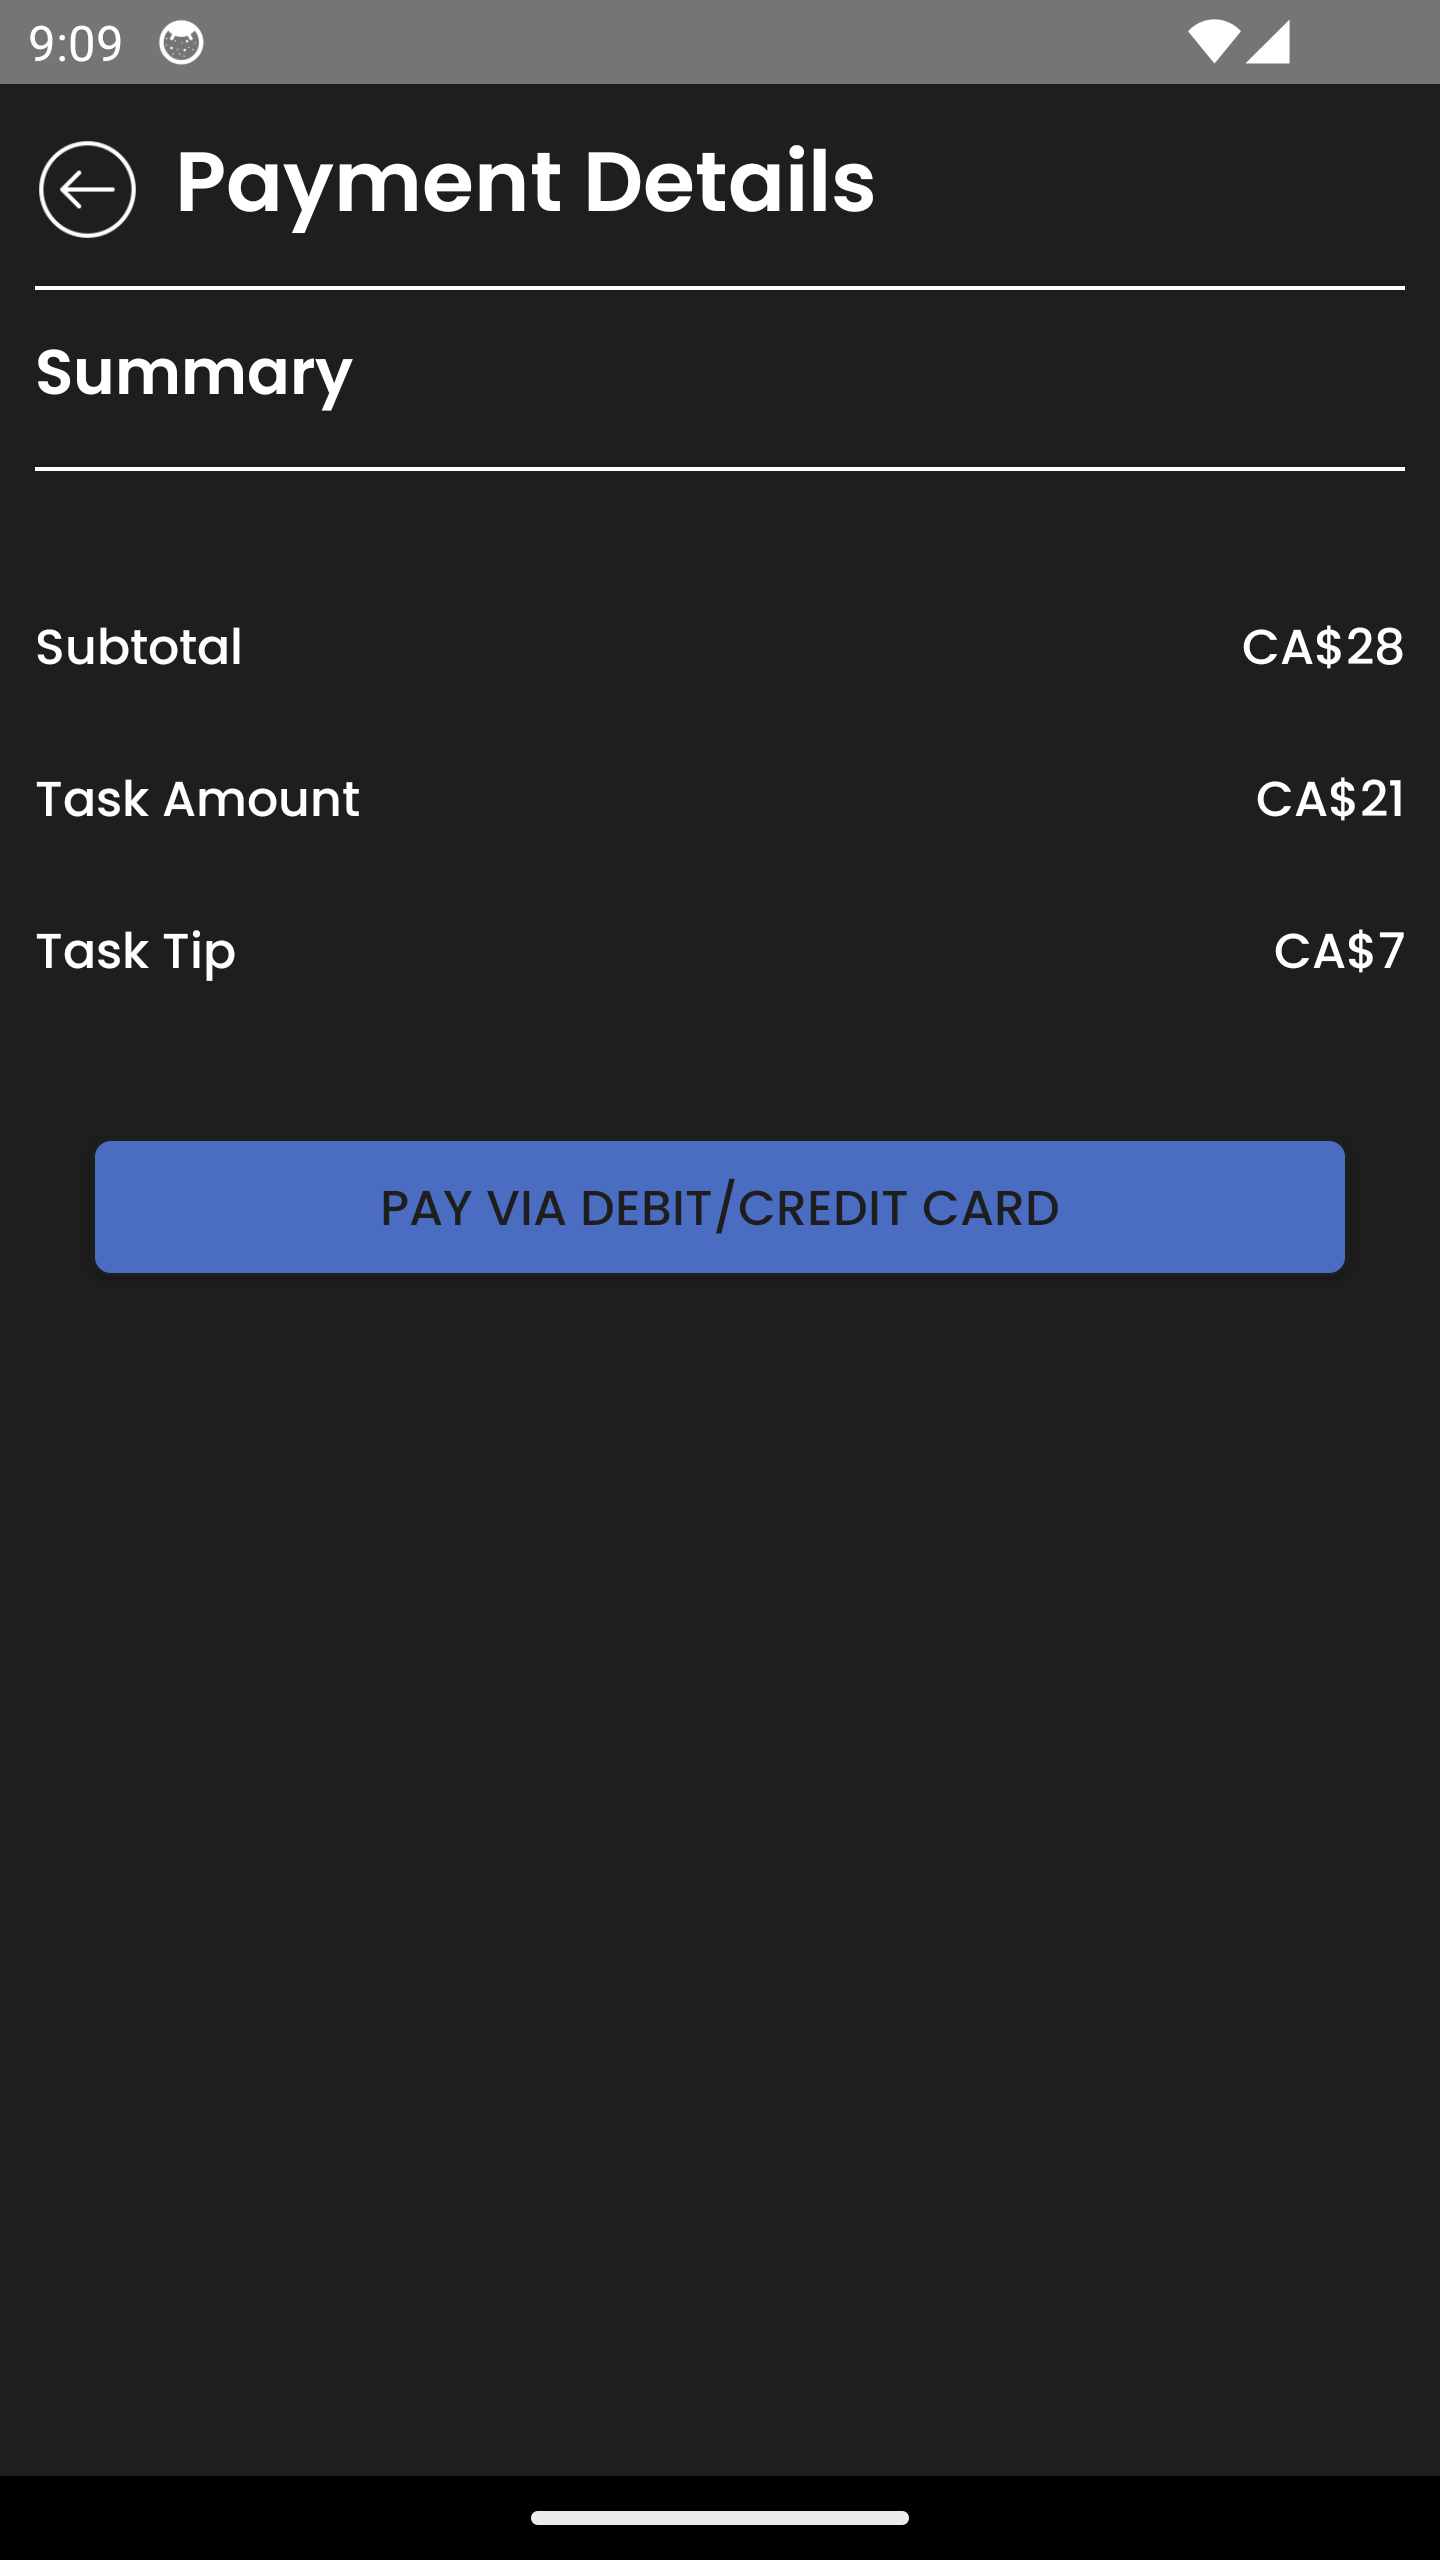 9:09
Payment Details
Summary
Subtotal CA$28
Task Amount CA$21
Task Tip CA$7
PAY VIA DEBIT/CREDIT CARD